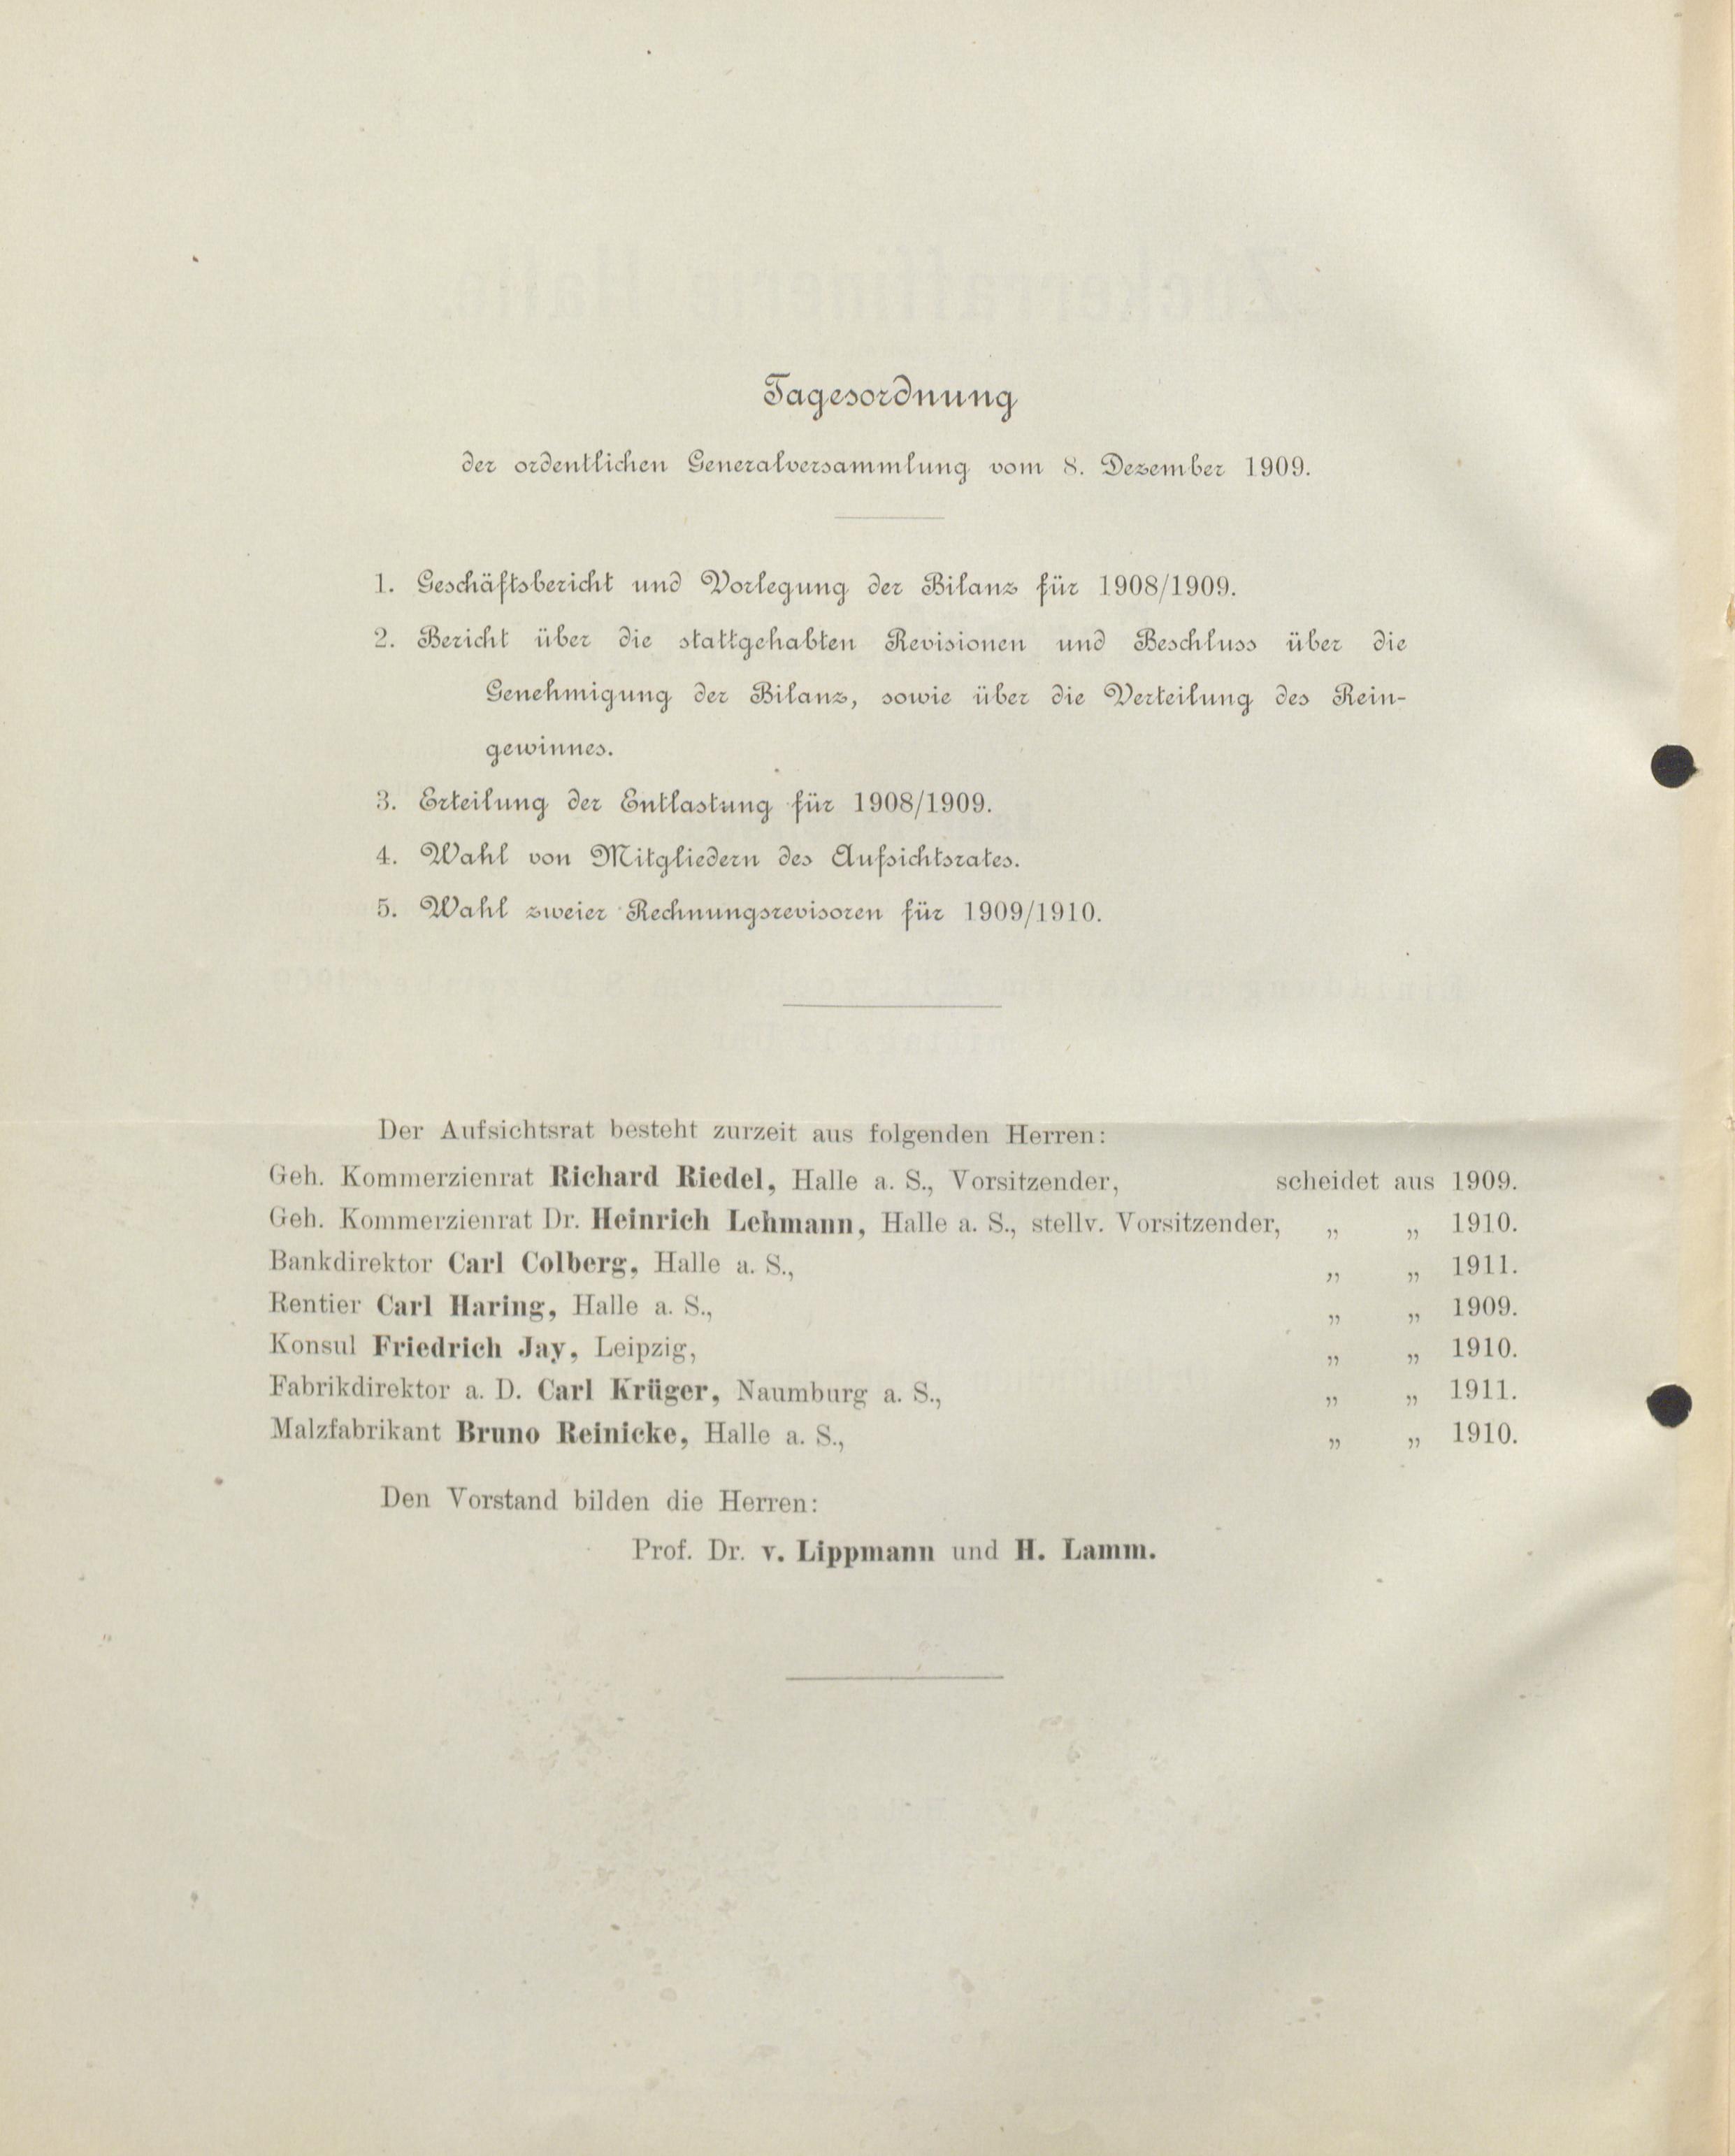 Tagesordnung
der ordentlichen Generalversammlung vom 8. Dezember 1909.
1. Geschäftsbericht und Vorlegung der Bilanz für 1908/1909.
2. Bericht über die stattgehabten Revisionen und Beschluss über die
Genehmigung der Bilanz, sowie über die Verteilung des Rein-
gewinnes.
3. Erteilung der Entlastung für 1908/1909.
4. Wahl von Mitgliedern des Aufsichtsrates.
5. Wahl zweier Rechnungsrevisoren für 1909/1910.
Der Aufsichtsrat besteht zurzeit aus folgenden Herren:
Geh. Kommerzienrat Richard Riedel, Halle a. S., Vorsitzender, scheidet aus 1909.
Geh. Kommerzienrat Dr. Heinrich Lehmann, Halle a. S., stellv. Vorsitzender, „ „ 1910.
Bankdirektor Carl Colberg, Halle a. S., „ „ 1911.
Rentier Carl Haring, Halle a. S., „ „ 1909.
Konsul Friedrich Jay, Leipzig, „ „ 1910.
Fabrikdirektor a. D. Carl Krüger, Naumburg a. S., „ „ 1911.
Malzfabrikant Bruno Reinicke, Halle a. S., „ „ 1910.
Den Vorstand bilden die Herren:
Prof. Dr. v. Lippmann und H. Lamm.